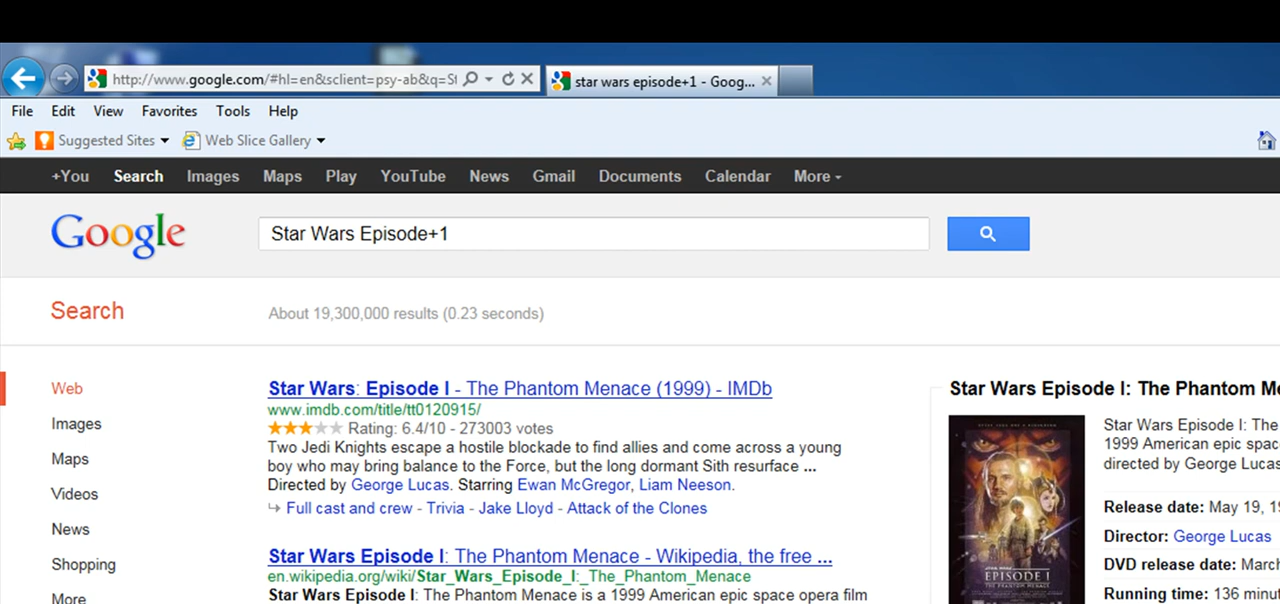 http://www.google.com/#hl=en&sclient=psy-ab&q=St
star wars episode+1 - Goog...
File Edit View Favorites Tools Help
Suggested Sites Web Slice Gallery
+You Search Images Maps Play YouTube News Gmail Documents Calendar More
Google
Star Wars Episode+1
Search
About 19,300,000 results (0.23 seconds)
Web
Images
Maps
Videos
News
Shopping
More
Star Wars: Episode I - The Phantom Menace (1999) - IMDb
www.imdb.com/title/tt0120915/
Rating: 6.4/10 - 273003 votes
Two Jedi Knights escape a hostile blockade to find allies and come across a young
boy who may bring balance to the Force, but the long dormant Sith resurface ...
Directed by George Lucas. Starring Ewan McGregor, Liam Neeson.
Full cast and crew - Trivia - Jake Lloyd - Attack of the Clones
Star Wars Episode I: The Phantom Menace - Wikipedia, the free ...
en.wikipedia.org/wiki/Star_Wars_Episode_I:_The_Phantom_Menace
Star Wars Episode I: The Phantom Menace is a 1999 American epic space opera film
Star Wars Episode I: The Phantom Me
STAR WARS
EPISODE I
THE PHANTOM MENACE
Star Wars Episode I: The
1999 American epic space
directed by George Lucas
Release date: May 19, 19
Director: George Lucas
DVD release date: March
Running time: 136 minut